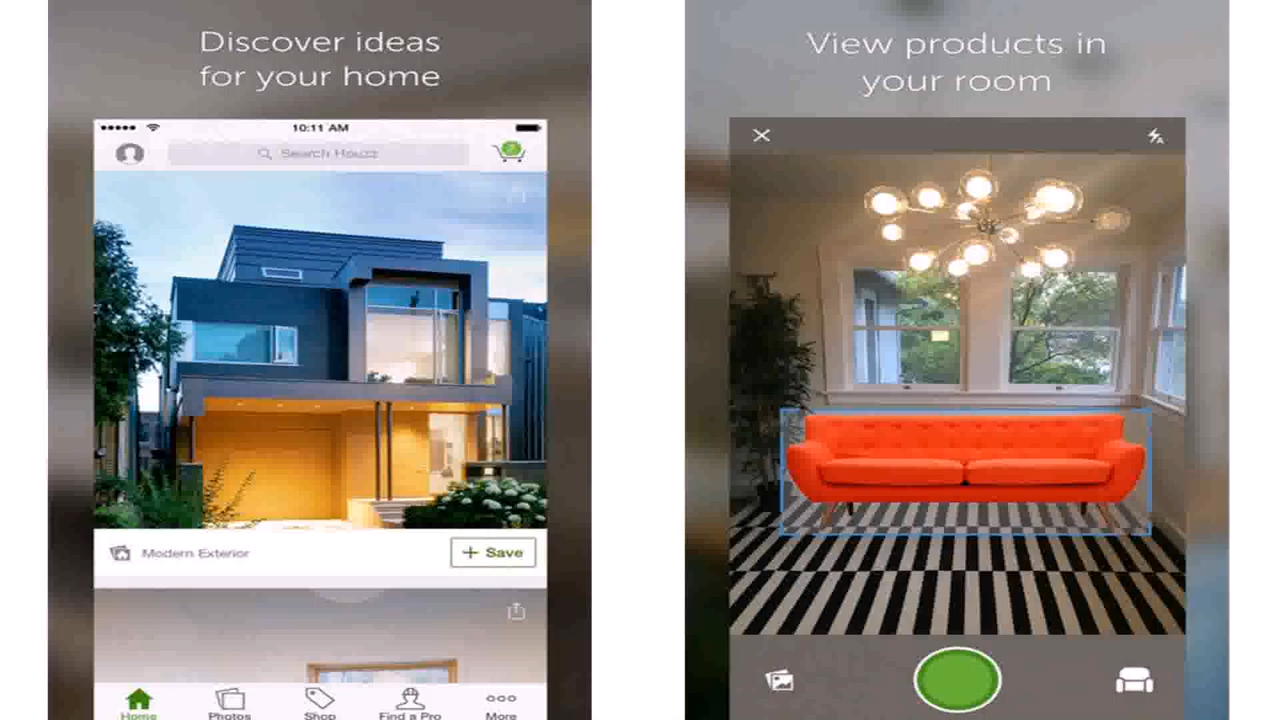 Discover ideas
for your home
10:11 AM
Search Houzz
2
Modern Exterior
+ Save
Home
Photos
Shop
Find a Pro
More
View products in
your room